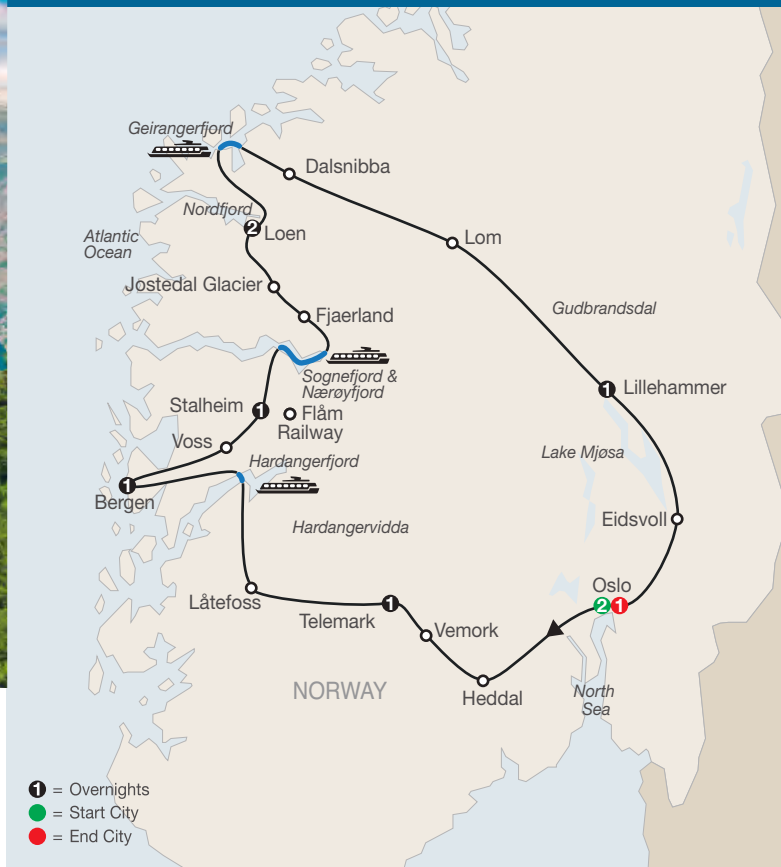 Geirangerfjord
Dalsnibba
Nordfjord
2
Loen
Atlantic
Ocean
Lom
Jostedal Glacier
Fjaerland
Gudbrandsdal
Sognefjord &
Nærøyfjord
1
Lillehammer
Stalheim
1
Flåm
Railway
Voss
Hardangerfjord
Lake Mjøsa
1
Bergen
Hardangervidda
Eidsvoll
Oslo
2 1
Låtefoss
1
Telemark
Vemork
Heddal
NORWAY
North
Sea
1 = Overnights
= Start City
= End City